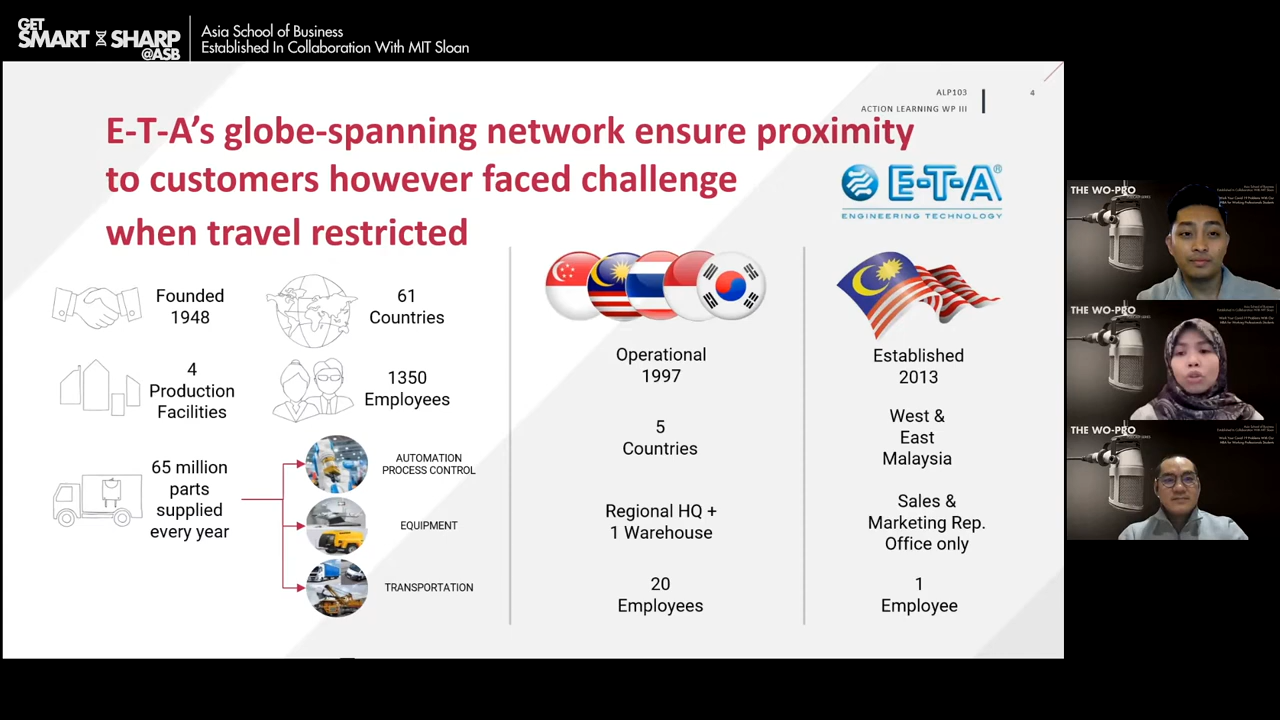 GET
SMART SHARP
@ASB
Asia School of Business
Established In Collaboration With MIT Sloan
ALP103
ACTION LEARNING WP III
4
E-T-A’s globe-spanning network ensure proximity
to customers however faced challenge
when travel restricted
E-T-A®
ENGINEERING TECHNOLOGY
Founded
1948
61
Countries
4
Production
Facilities
1350
Employees
65 million
parts
supplied
every year
AUTOMATION
PROCESS CONTROL
EQUIPMENT
TRANSPORTATION
Operational
1997
5
Countries
Regional HQ +
1 Warehouse
20
Employees
Established
2013
West &
East
Malaysia
Sales &
Marketing Rep.
Office only
1
Employee
THE WO-PRO
THE WO-PRO
THE WO-PRO